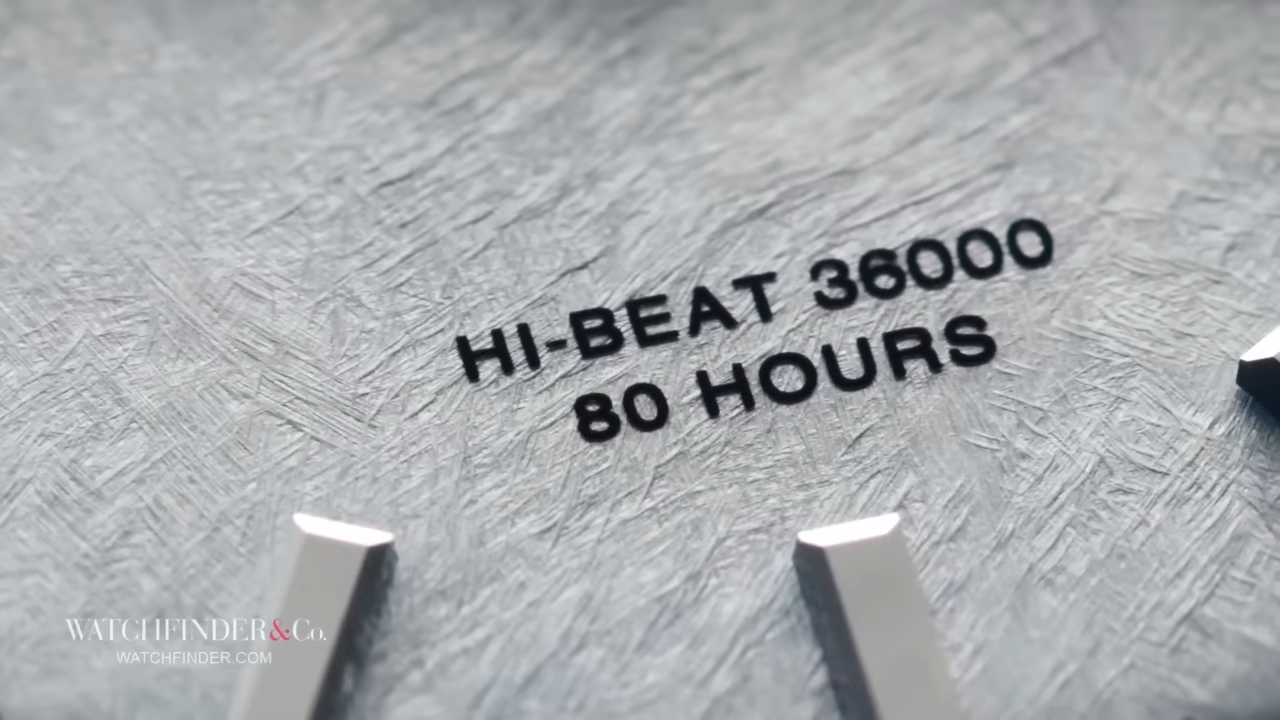 HI-BEAT 36000
80 HOURS
WATCHFINDER&Co.
WATCHFINDER.COM